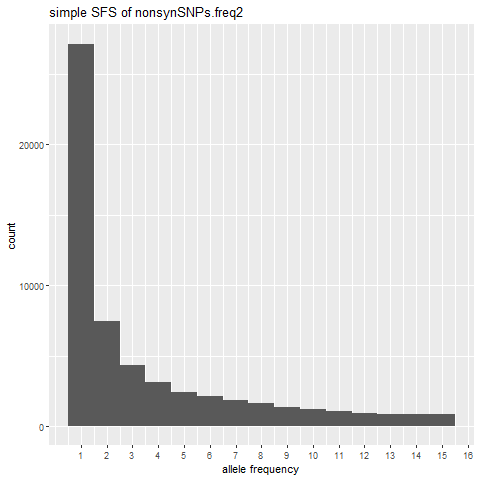 simple SFS of nonsynSNPs.freq2
count
20000
10000
0
1 2 3 4 5 6 7 8 9 10 11 12 13 14 15 16
allele frequency